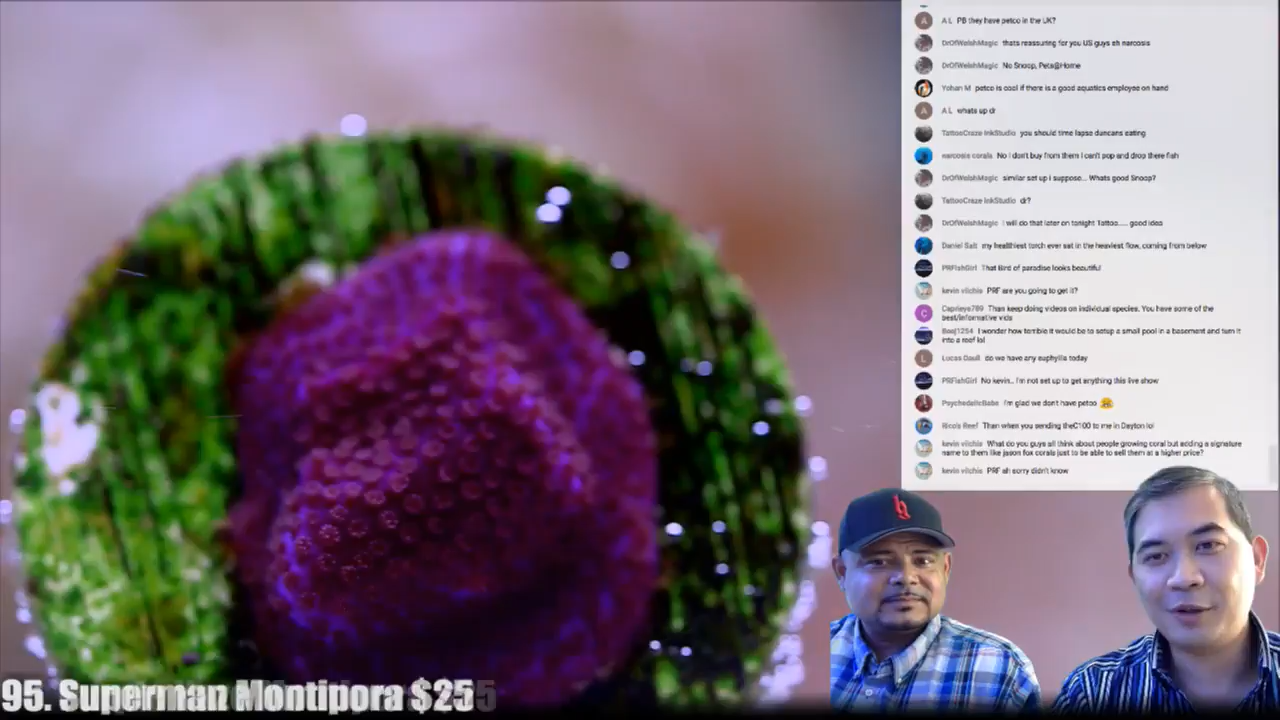 A L PB they have petco in the UK?
DrOfWelshMagic thats reassuring for you US guys eh narcosis
DrOfWelshMagic No Snoop, Pets@Home
Yohan M petco is cool if there is a good aquatics employee on hand
A L whats up dr
TattooCraze InkStudio you should time lapse duncans eating
narcosis corals No I don't buy from them I can't pop and drop there fish
DrOfWelshMagic similar set up i suppose... Whats good Snoop?
TattooCraze InkStudio dr?
DrOfWelshMagic I will do that later on tonight Tattoo..... good idea
Daniel Salt my healthiest torch ever sat in the heaviest flow, coming from below
PRFishGirl That Bird of paradise looks beautiful
kevin vilchis PRF are you going to get it?
Than keep doing videos on individual species. You have some of the
best/informative vids
I wonder how terrible it would be to setup a small pool in a basement and turn it
into a reef lol
Lucas Daull do we have any euphyllia today
PRFishGirl No kevin.. I'm not set up to get anything this live show
PsychedelicBabe I'm glad we don't have petco
Rico's Reef Than when you sending theC100 to me in Dayton lol
kevin vilchis What do you guys all think about people growing coral but adding a signature
name to them like jason fox corals just to be able to sell them at a higher price?
kevin vilchis PRF ah sorry didn't know
95. Superman Montipora $25